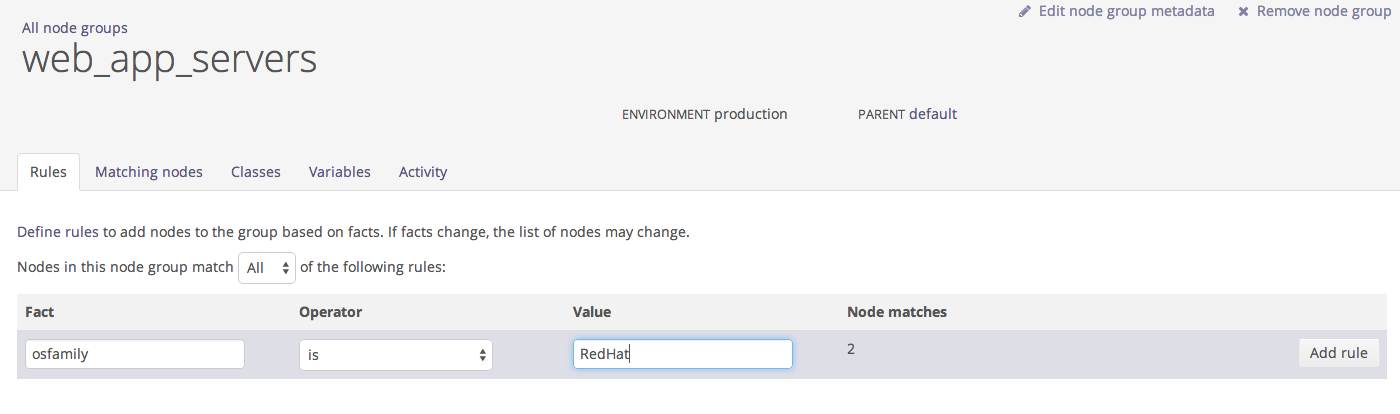 Edit node group metadata Remove node group
All node groups
web_app_servers
ENVIRONMENT production PARENT default
Rules Matching nodes Classes Variables Activity
Define rules to add nodes to the group based on facts. If facts change, the list of nodes may change.
Nodes in this node group match All of the following rules:
Fact Operator Value Node matches
osfamily is RedHat 2 Add rule